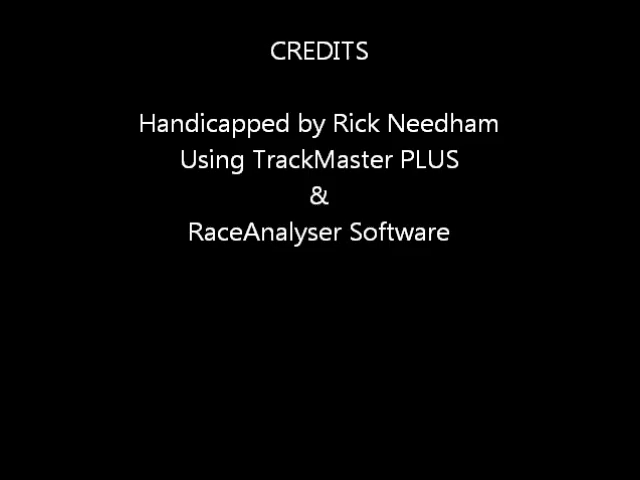 CREDITS
Handicapped by Rick Needham
Using TrackMaster PLUS
&
RaceAnalyser Software